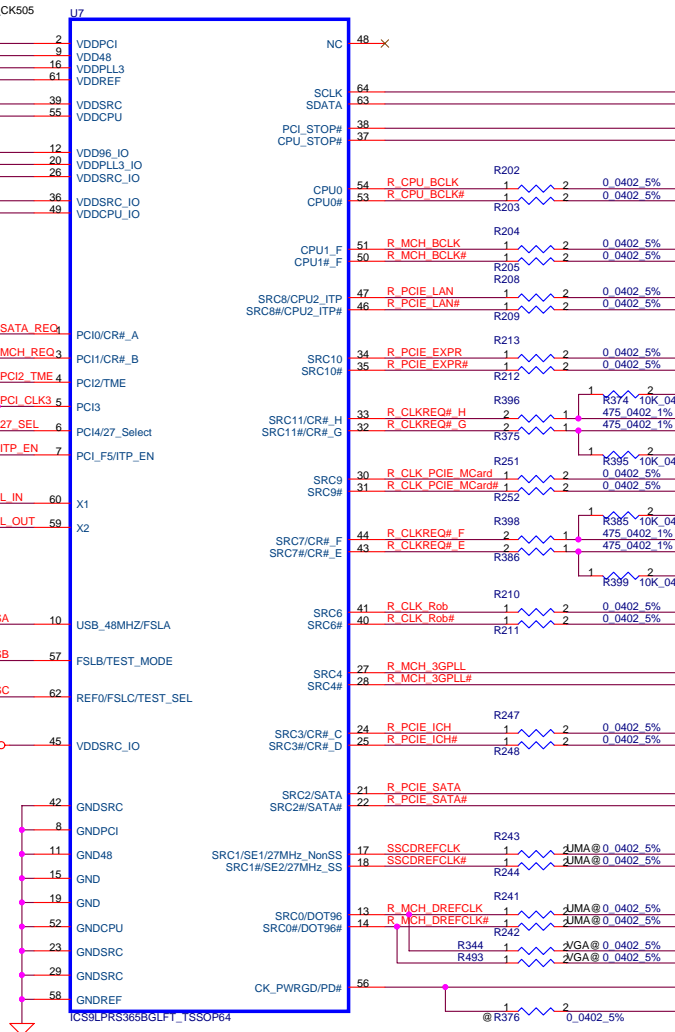 _CK505
U7
2 VDDPCI
9 VDD48
16 VDDPLL3
61 VDDREF
39 VDDSRC
55 VDDCPU
12 VDD96_IO
20 VDDPLL3_IO
26 VDDSRC_IO
36 VDDSRC_IO
49 VDDCPU_IO
SATA_REQ 1 PCI0/CR#_A
MCH_REQ 3 PCI1/CR#_B
PCI2_TME 4 PCI2/TME
PCI_CLK3 5 PCI3
27_SEL 6 PCI4/27_Select
ITP_EN 7 PCI_F5/ITP_EN
L_IN 60 X1
L_OUT 59 X2
SA 10 USB_48MHZ/FSLA
SB 57 FSLB/TEST_MODE
SC 62 REF0/FSLC/TEST_SEL
45 VDDSRC_IO
42 GNDSRC
8 GNDPCI
11 GND48
15 GND
19 GND
52 GNDCPU
23 GNDSRC
29 GNDSRC
58 GNDREF
ICS9LPRS365BGLFT_TSSOP64
NC 48
SCLK 64
SDATA 63
PCI_STOP# 38
CPU_STOP# 37
R202
CPU0 54 R_CPU_BCLK 1 2 0_0402_5%
CPU0# 53 R_CPU_BCLK# 1 2 0_0402_5%
R203
R204
CPU1_F 51 R_MCH_BCLK 1 2 0_0402_5%
CPU1#_F 50 R_MCH_BCLK# 1 2 0_0402_5%
R205
R208
SRC8/CPU2_ITP 47 R_PCIE_LAN 1 2 0_0402_5%
SRC8#/CPU2_ITP# 46 R_PCIE_LAN# 1 2 0_0402_5%
R209
R213
SRC10 34 R_PCIE_EXPR 1 2 0_0402_5%
SRC10# 35 R_PCIE_EXPR# 1 2 0_0402_5%
R212
1 2
R396 R374 10K_04
SRC11/CR#_H 33 R_CLKREQ#_H 2 1 475_0402_1%
SRC11#/CR#_G 32 R_CLKREQ#_G 2 1 475_0402_1%
R375
1 2
R251 R395 10K_04
SRC9 30 R_CLK_PCIE_MCard 1 2 0_0402_5%
SRC9# 31 R_CLK_PCIE_MCard# 1 2 0_0402_5%
R252
1 2
R398 R385 10K_04
SRC7/CR#_F 44 R_CLKREQ#_F 2 1 475_0402_1%
SRC7#/CR#_E 43 R_CLKREQ#_E 2 1 475_0402_1%
R386
1 2
R399 10K_04
R210
SRC6 41 R_CLK_Rob 1 2 0_0402_5%
SRC6# 40 R_CLK_Rob# 1 2 0_0402_5%
R211
SRC4 27 R_MCH_3GPLL
SRC4# 28 R_MCH_3GPLL#
R247
SRC3/CR#_C 24 R_PCIE_ICH 1 2 0_0402_5%
SRC3#/CR#_D 25 R_PCIE_ICH# 1 2 0_0402_5%
R248
SRC2/SATA 21 R_PCIE_SATA
SRC2#/SATA# 22 R_PCIE_SATA#
R243
SRC1/SE1/27MHz_NonSS 17 SSCDREFCLK 1 2 UMA@ 0_0402_5%
SRC1#/SE2/27MHz_SS 18 SSCDREFCLK# 1 2 UMA@ 0_0402_5%
R244
R241
SRC0/DOT96 13 R_MCH_DREFCLK 1 2 UMA@ 0_0402_5%
SRC0#/DOT96# 14 R_MCH_DREFCLK# 1 2 UMA@ 0_0402_5%
R242
R344 1 2 VGA@ 0_0402_5%
R493 1 2 VGA@ 0_0402_5%
CK_PWRGD/PD# 56
1 2
@ R376 0_0402_5%